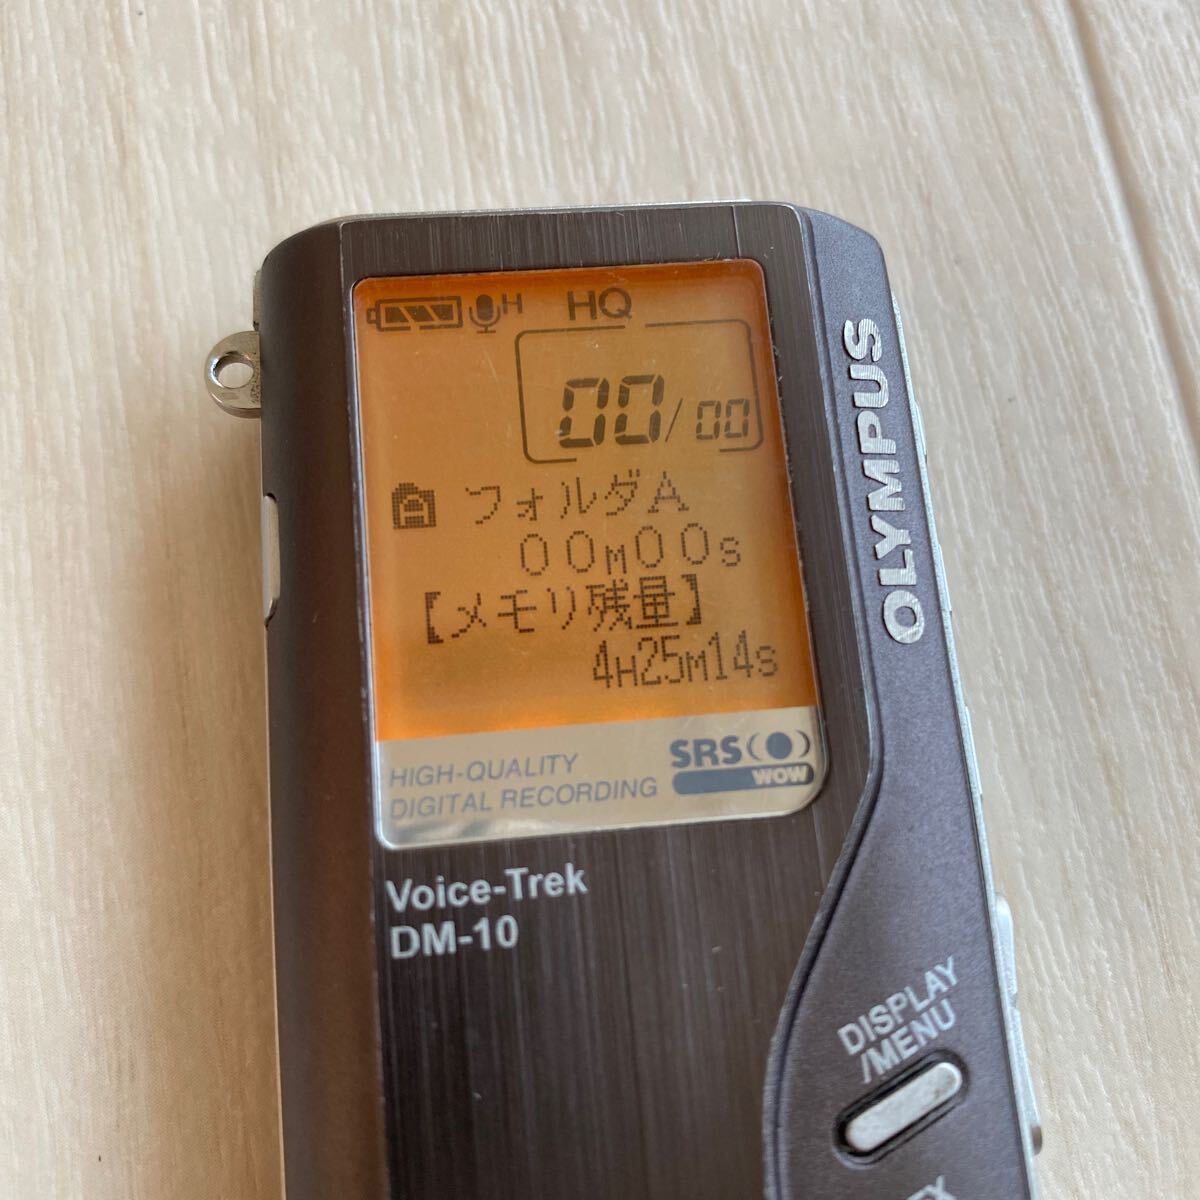 H HQ
00/00
A フォルダA
00M00s
【メモリ残量】
4H25M14s
HIGH-QUALITY
DIGITAL RECORDING
SRS(●)
WOW
Voice-Trek
DM-10
OLYMPUS
DISPLAY
/MENU